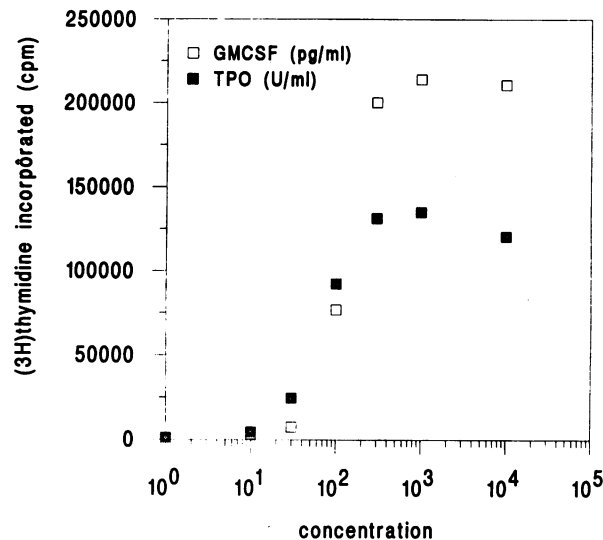 250000
200000
150000
100000
50000
0
(3H)thymidine incorporated (cpm)
GMCSF (pg/ml)
TPO (U/ml)
10⁰ 10¹ 10² 10³ 10⁴ 10⁵
concentration